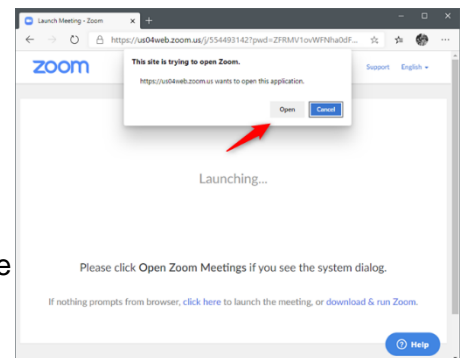 Launch Meeting - Zoom
https://us04web.zoom.us/j/554493142?pwd=ZFRMV1ovWFNha0dF...
zoom
Support English
This site is trying to open Zoom.
https://us04web.zoom.us wants to open this application.
Open Cancel
Launching...
e
Please click Open Zoom Meetings if you see the system dialog.
If nothing prompts from browser, click here to launch the meeting, or download & run Zoom.
Help